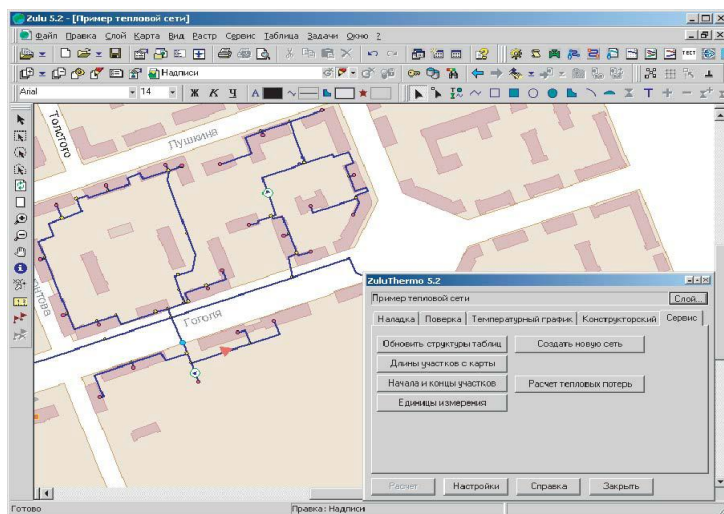 Zulu 5.2 - [Пример тепловой сети]
Файл Правка Слой Карта Вид Растр Сервис Таблица Задачи Окно ?
ТЕСТ
Надписи
Arial 14 Ж К Ч A
Толстого
Пушкина
Гоголя
ZuluThermo 5.2
Пример тепловой сети Слой...
Наладка Поверка Температурный график Конструкторский Сервис
Обновить структуры таблиц Создать новую сеть
Длины участков с карты
Начала и концы участков Расчет тепловых потерь
Единицы измерения
Расчет Настройки Справка Закрыть
Готово Правка: Надписи